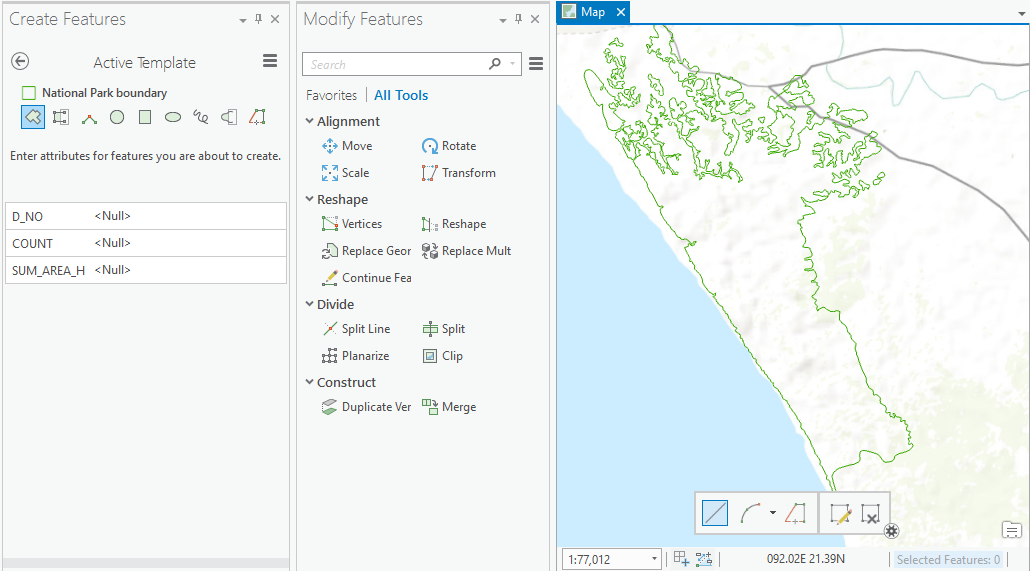 Create Features
Active Template
National Park boundary
Enter attributes for features you are about to create.
D_NO <Null>
COUNT <Null>
SUM_AREA_H <Null>
Modify Features
Search
Favorites All Tools
Alignment
Move Rotate
Scale Transform
Reshape
Vertices Reshape
Replace Geor Replace Mult
Continue Fea
Divide
Split Line Split
Planarize Clip
Construct
Duplicate Ver Merge
Map
1:77,012 092.02E 21.39N Selected Features: 0